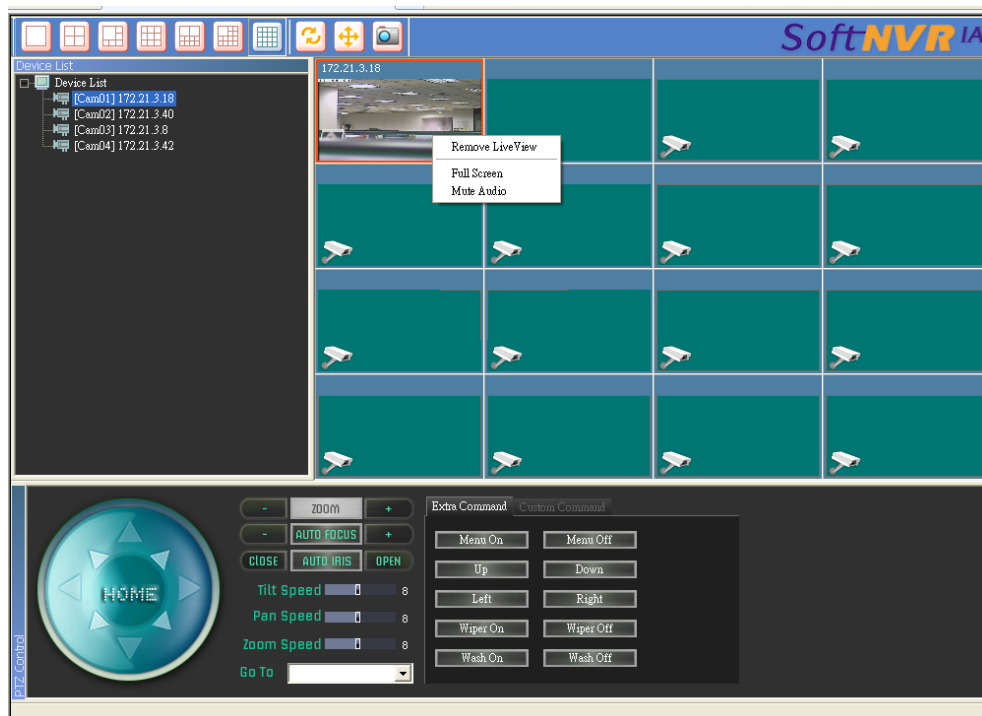 SoftNVR IA
Device List
Device List
[Cam01] 172.21.3.18
[Cam02] 172.21.3.40
[Cam03] 172.21.3.8
[Cam04] 172.21.3.42
172.21.3.18
Remove LiveView
Full Screen
Mute Audio
PTZ Control
HOME
- ZOOM +
- AUTO FOCUS +
CLOSE AUTO IRIS OPEN
Tilt Speed 8
Pan Speed 8
Zoom Speed 8
Go To
Extra Command Custom Command
Menu On Menu Off
Up Down
Left Right
Wiper On Wiper Off
Wash On Wash Off